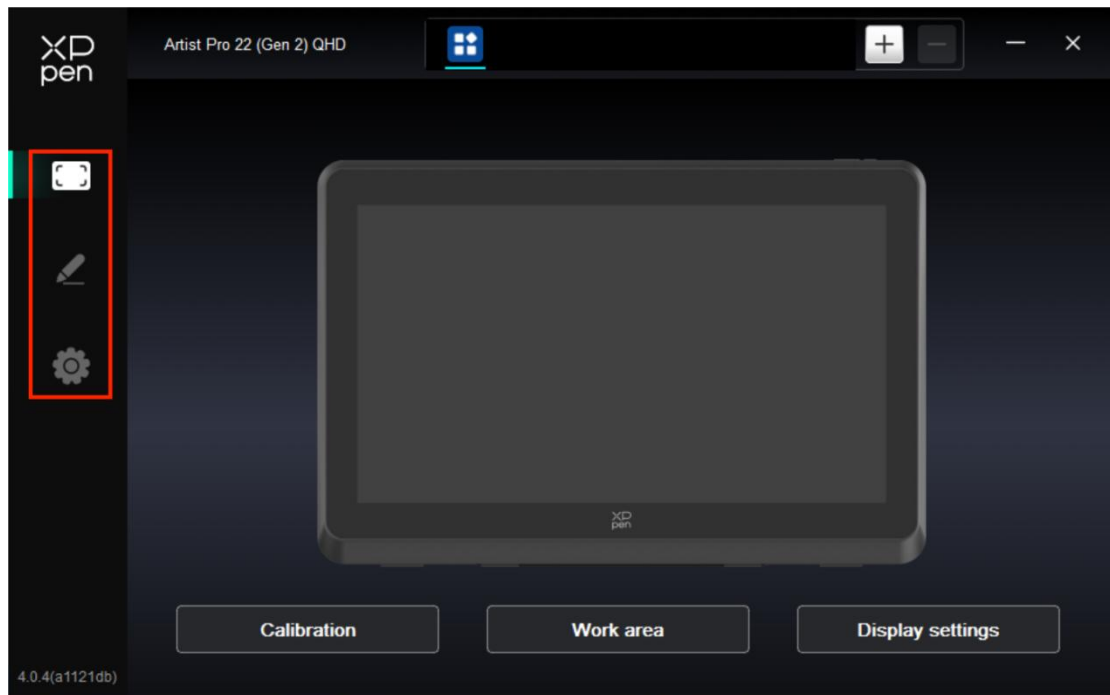 XP
pen
Artist Pro 22 (Gen 2) QHD
XP
pen
Calibration
Work area
Display settings
4.0.4(a1121db)